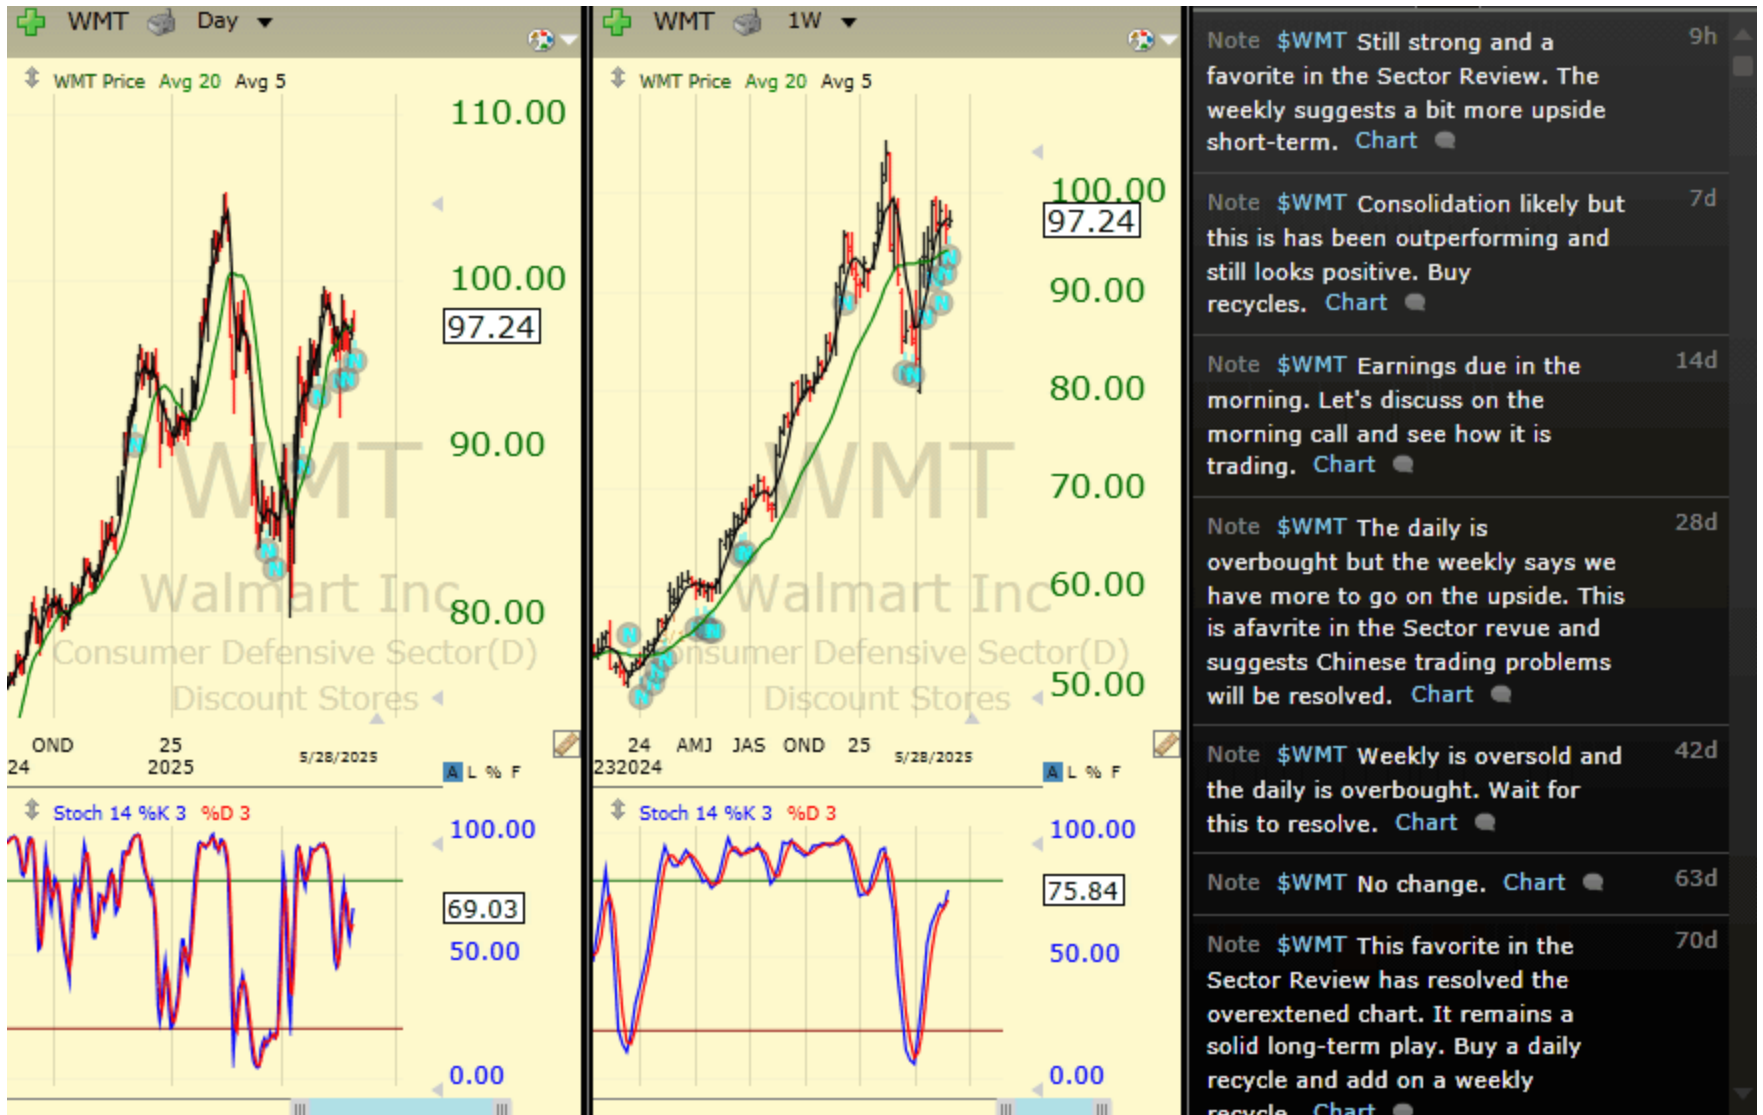 WMT Day
WMT Price Avg 20 Avg 5
110.00
100.00
97.24
90.00
80.00
WMT
Walmart Inc
Consumer Defensive Sector(D)
Discount Stores
OND 25 5/28/2025
24 2025
A L % F
Stoch 14 %K 3 %D 3
100.00
69.03
50.00
0.00
WMT 1W
WMT Price Avg 20 Avg 5
100.00
97.24
90.00
80.00
70.00
60.00
50.00
WMT
Walmart Inc
Consumer Defensive Sector(D)
Discount Stores
24 AMJ JAS OND 25 5/28/2025
232024
A L % F
Stoch 14 %K 3 %D 3
100.00
75.84
50.00
0.00
Note $WMT Still strong and a 9h
favorite in the Sector Review. The
weekly suggests a bit more upside
short-term. Chart
Note $WMT Consolidation likely but 7d
this is has been outperforming and
still looks positive. Buy
recycles. Chart
Note $WMT Earnings due in the 14d
morning. Let's discuss on the
morning call and see how it is
trading. Chart
Note $WMT The daily is 28d
overbought but the weekly says we
have more to go on the upside. This
is afavrite in the Sector revue and
suggests Chinese trading problems
will be resolved. Chart
Note $WMT Weekly is oversold and 42d
the daily is overbought. Wait for
this to resolve. Chart
Note $WMT No change. Chart 63d
Note $WMT This favorite in the 70d
Sector Review has resolved the
overextened chart. It remains a
solid long-term play. Buy a daily
recycle and add on a weekly
recycle. Chart